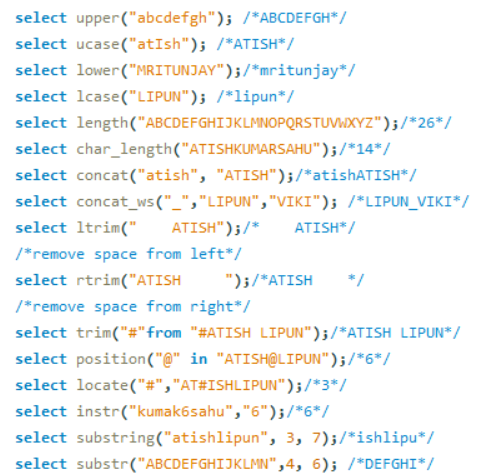 select upper("abcdefgh"); /*ABCDEFGH*/
select ucase("atIsh"); /*ATISH*/
select lower("MRITUNJAY");/*mritunjay*/
select lcase("LIPUN"); /*lipun*/
select length("ABCDEFGHIJKLMNOPQRSTUVWXYZ");/*26*/
select char_length("ATISHKUMARSAHU");/*14*/
select concat("atish", "ATISH");/*atishATISH*/
select concat_ws("_","LIPUN","VIKI"); /*LIPUN_VIKI*/
select ltrim("    ATISH");/*    ATISH*/
/*remove space from left*/
select rtrim("ATISH     ");/*ATISH    */
/*remove space from right*/
select trim("#"from "#ATISH LIPUN");/*ATISH LIPUN*/
select position("@" in "ATISH@LIPUN");/*6*/
select locate("#","AT#ISHLIPUN");/*3*/
select instr("kumak6sahu","6");/*6*/
select substring("atishlipun", 3, 7);/*ishlipu*/
select substr("ABCDEFGHIJKLMN",4, 6); /*DEFGHI*/